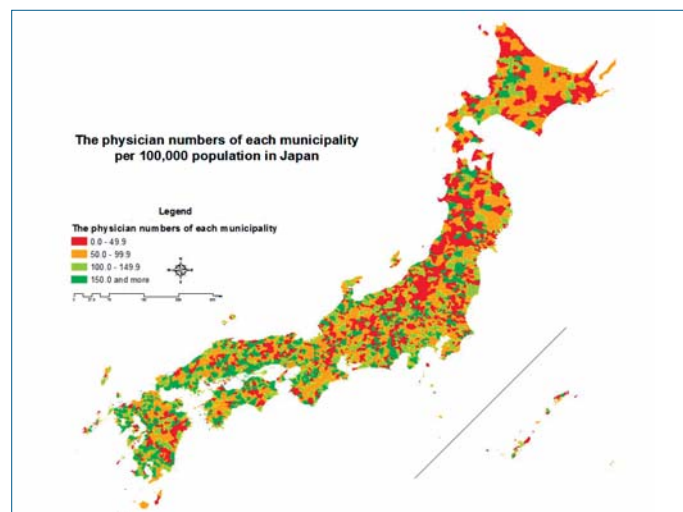 The physician numbers of each municipality
per 100,000 population in Japan
Legend
The physician numbers of each municipality
0.0 - 49.9
50.0 - 99.9
100.0 - 149.9
150.0 and more